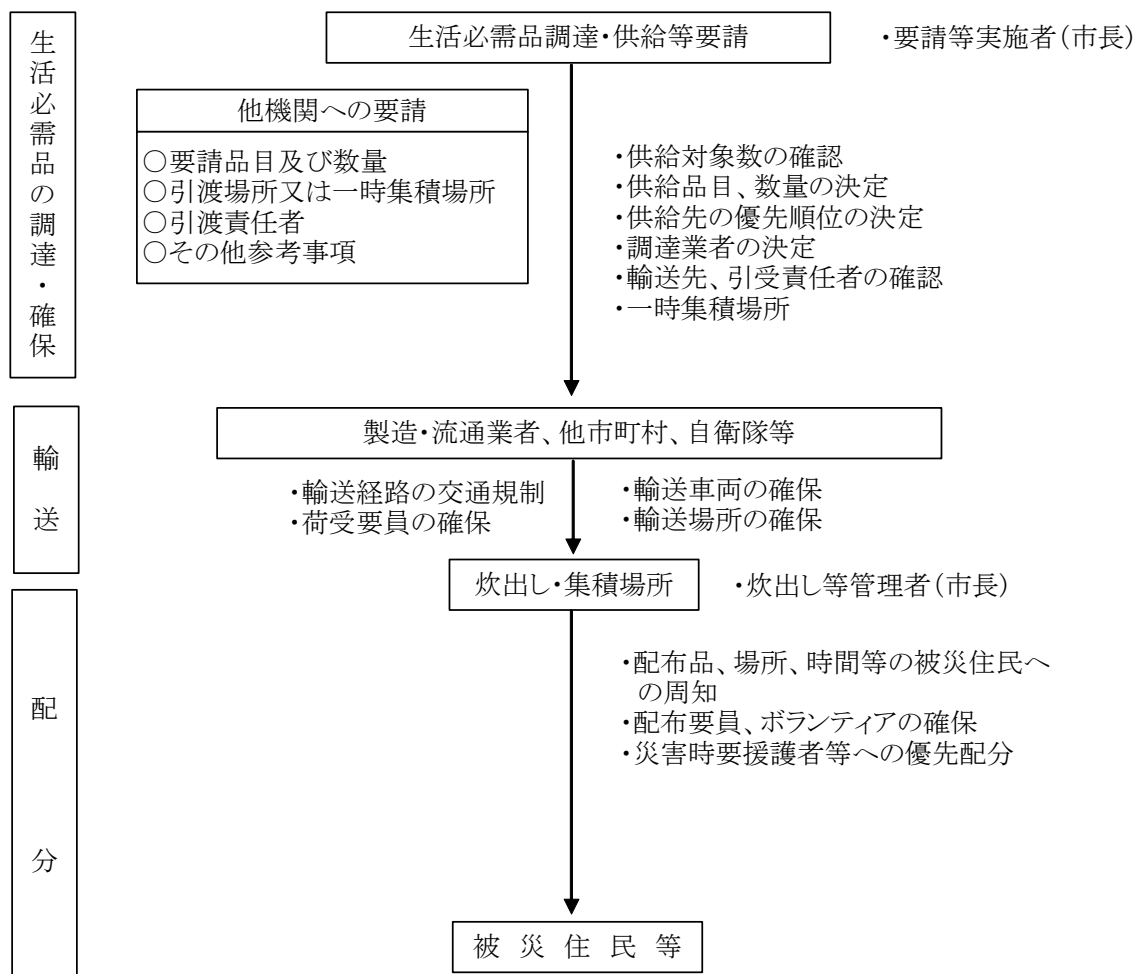 生活必需品の調達・確保
生活必需品調達・供給等要請
・要請等実施者(市長)
他機関への要請
○要請品目及び数量
○引渡場所又は一時集積場所
○引渡責任者
○その他参考事項
・供給対象数の確認
・供給品目、数量の決定
・供給先の優先順位の決定
・調達業者の決定
・輸送先、引受責任者の確認
・一時集積場所
輸送
製造・流通業者、他市町村、自衛隊等
・輸送経路の交通規制
・荷受要員の確保
・輸送車両の確保
・輸送場所の確保
配分
炊出し・集積場所
・炊出し等管理者(市長)
・配布品、場所、時間等の被災住民へ
の周知
・配布要員、ボランティアの確保
・災害時要援護者等への優先配分
被災住民等